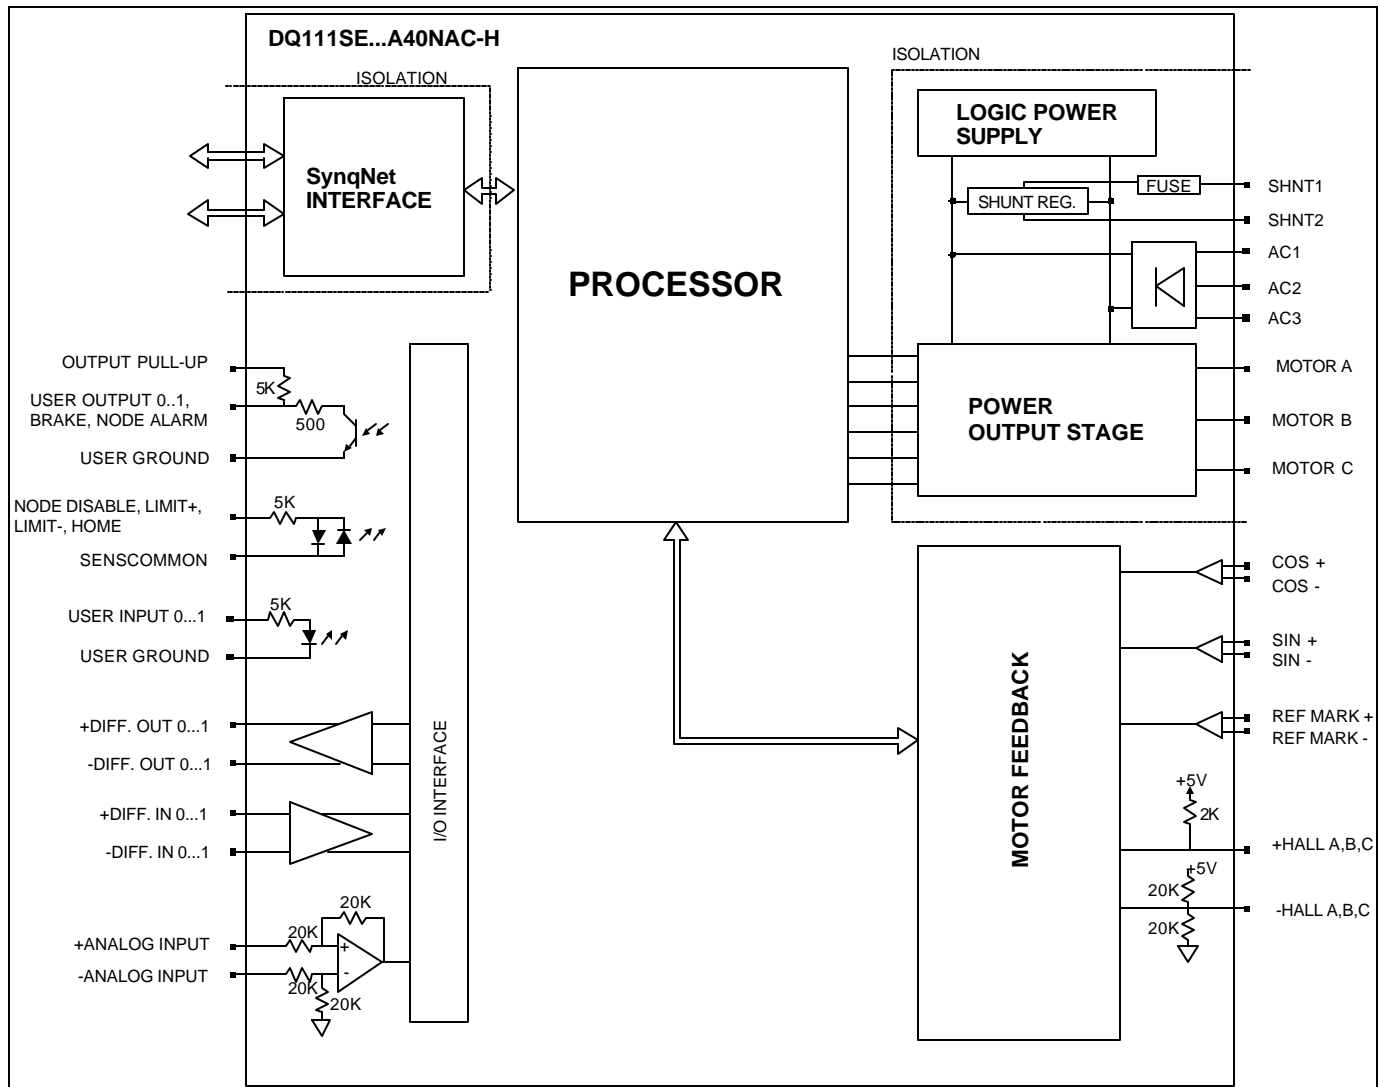 DQ111SE...A40NAC-H
ISOLATION
SynqNet
INTERFACE
PROCESSOR
ISOLATION
LOGIC POWER
SUPPLY
FUSE
SHUNT REG.
SHNT1
SHNT2
AC1
AC2
AC3
POWER
OUTPUT STAGE
MOTOR A
MOTOR B
MOTOR C
OUTPUT PULL-UP
5K
USER OUTPUT 0..1,
BRAKE, NODE ALARM
500
USER GROUND
NODE DISABLE, LIMIT+,
LIMIT-, HOME
5K
SENSCOMMON
USER INPUT 0...1
5K
USER GROUND
+DIFF. OUT 0...1
-DIFF. OUT 0...1
+DIFF. IN 0...1
-DIFF. IN 0...1
+ANALOG INPUT
-ANALOG INPUT
20K
20K
+
-
20K
20K
I/O INTERFACE
MOTOR FEEDBACK
COS +
COS -
SIN +
SIN -
REF MARK +
REF MARK -
+5V
2K
+HALL A,B,C
+5V
20K
20K
-HALL A,B,C